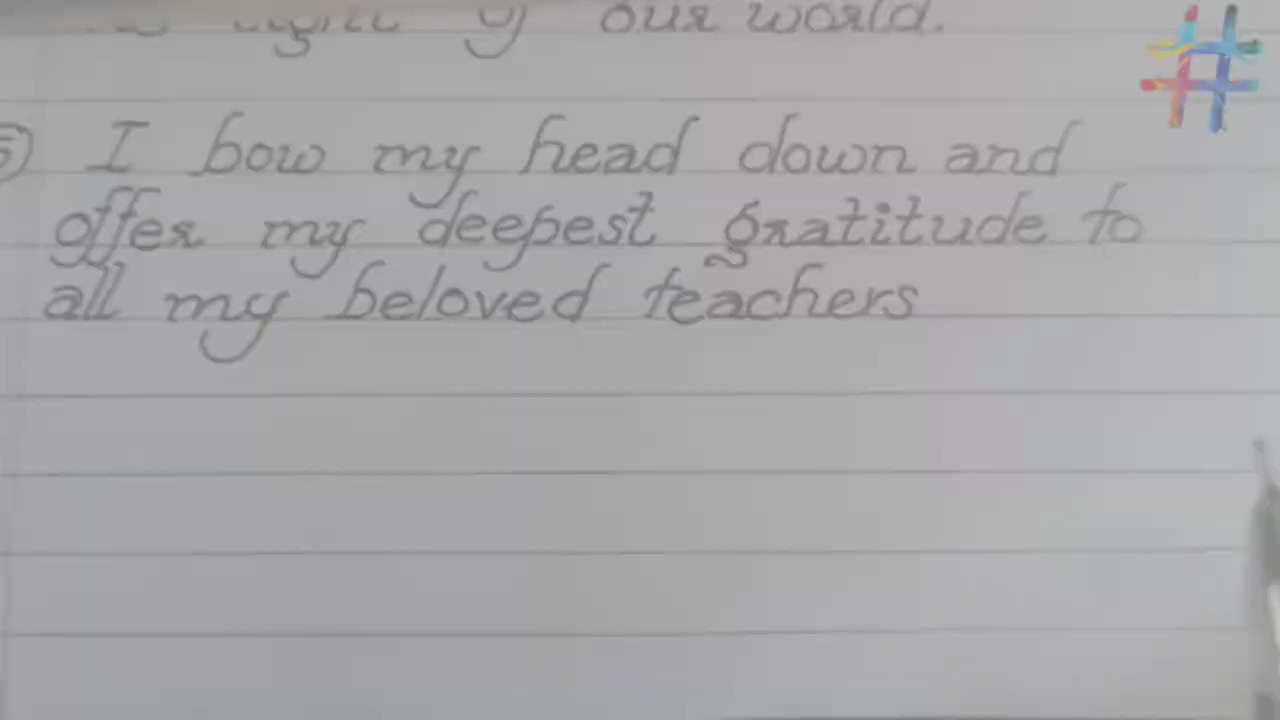 our world.
5 I bow my head down and
offer my deepest gratitude to
all my beloved teachers